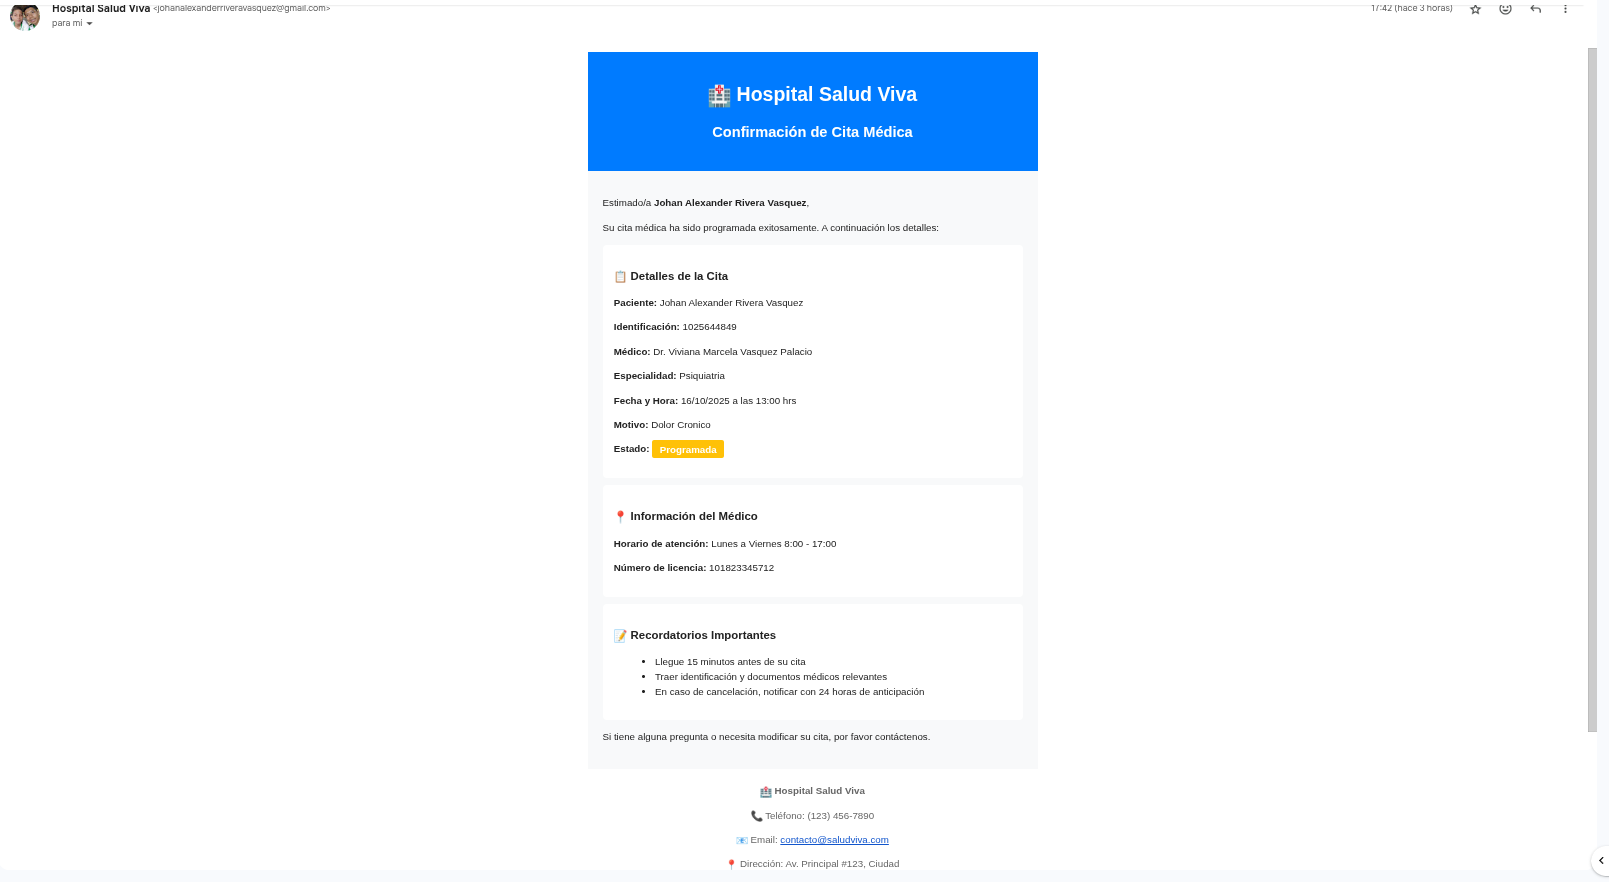 Hospital Salud Viva <johanalexanderriveravasquez@gmail.com>
17:42 (hace 3 horas)
para mí
Hospital Salud Viva
Confirmación de Cita Médica
Estimado/a Johan Alexander Rivera Vasquez,
Su cita médica ha sido programada exitosamente. A continuación los detalles:
Detalles de la Cita
Paciente: Johan Alexander Rivera Vasquez
Identificación: 1025644849
Médico: Dr. Viviana Marcela Vasquez Palacio
Especialidad: Psiquiatria
Fecha y Hora: 16/10/2025 a las 13:00 hrs
Motivo: Dolor Cronico
Estado: Programada
Información del Médico
Horario de atención: Lunes a Viernes 8:00 - 17:00
Número de licencia: 101823345712
Recordatorios Importantes
• Llegue 15 minutos antes de su cita
• Traer identificación y documentos médicos relevantes
• En caso de cancelación, notificar con 24 horas de anticipación
Si tiene alguna pregunta o necesita modificar su cita, por favor contáctenos.
Hospital Salud Viva
Teléfono: (123) 456-7890
Email: contacto@saludviva.com
Dirección: Av. Principal #123, Ciudad